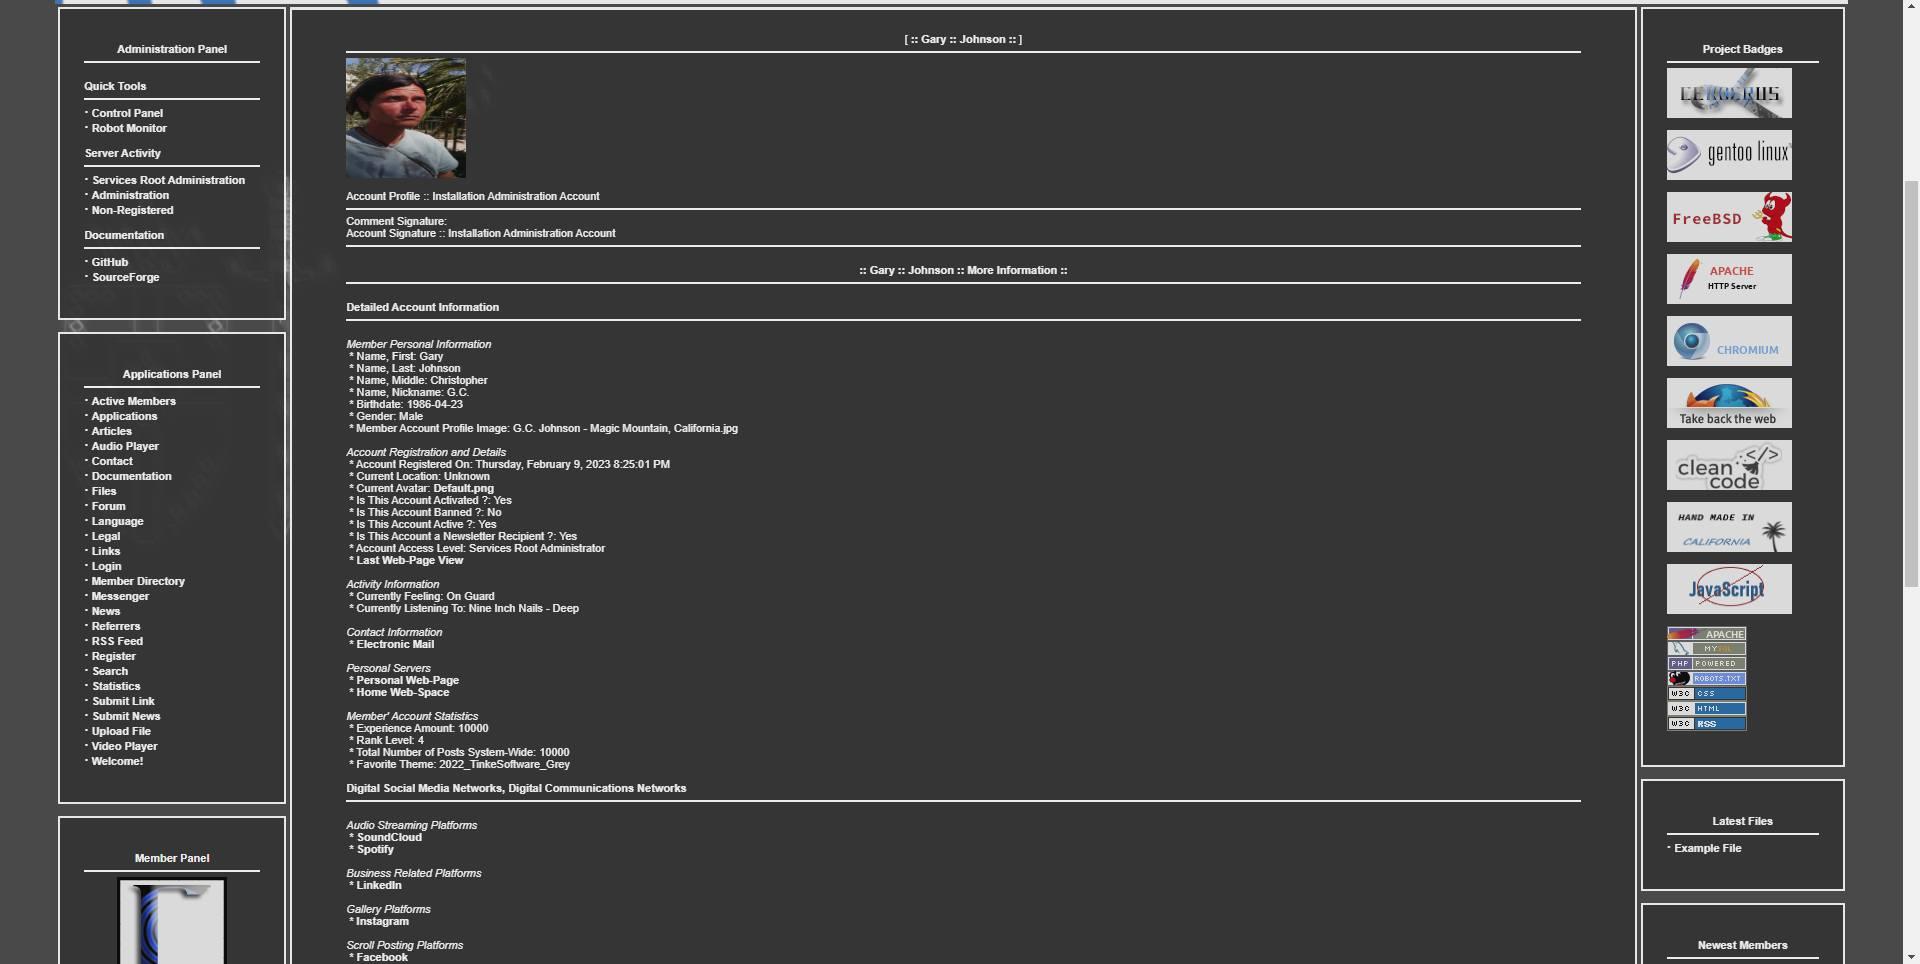 Administration Panel
Quick Tools
· Control Panel
· Robot Monitor
Server Activity
· Services Root Administration
· Administration
· Non-Registered
Documentation
· GitHub
· SourceForge
Applications Panel
· Active Members
· Applications
· Articles
· Audio Player
· Contact
· Documentation
· Files
· Forum
· Language
· Legal
· Links
· Login
· Member Directory
· Messenger
· News
· Referrers
· RSS Feed
· Register
· Search
· Statistics
· Submit Link
· Submit News
· Upload File
· Video Player
· Welcome!
Member Panel
[ :: Gary :: Johnson :: ]
Account Profile :: Installation Administration Account
Comment Signature:
Account Signature :: Installation Administration Account
:: Gary :: Johnson :: More Information ::
Detailed Account Information
Member Personal Information
* Name, First: Gary
* Name, Last: Johnson
* Name, Middle: Christopher
* Name, Nickname: G.C.
* Birthdate: 1986-04-23
* Gender: Male
* Member Account Profile Image: G.C. Johnson - Magic Mountain, California.jpg
Account Registration and Details
* Account Registered On: Thursday, February 9, 2023 8:25:01 PM
* Current Location: Unknown
* Current Avatar: Default.png
* Is This Account Activated ?: Yes
* Is This Account Banned ?: No
* Is This Account Active ?: Yes
* Is This Account a Newsletter Recipient ?: Yes
* Account Access Level: Services Root Administrator
* Last Web-Page View
Activity Information
* Currently Feeling: On Guard
* Currently Listening To: Nine Inch Nails - Deep
Contact Information
* Electronic Mail
Personal Servers
* Personal Web-Page
* Home Web-Space
Member' Account Statistics
* Experience Amount: 10000
* Rank Level: 4
* Total Number of Posts System-Wide: 10000
* Favorite Theme: 2022_TinkeSoftware_Grey
Digital Social Media Networks, Digital Communications Networks
Audio Streaming Platforms
* SoundCloud
* Spotify
Business Related Platforms
* LinkedIn
Gallery Platforms
* Instagram
Scroll Posting Platforms
* Facebook
Project Badges
CERBERUS
gentoo linux
FreeBSD
APACHE
HTTP Server
CHROMIUM
Take back the web
clean </>
code
HAND MADE IN
CALIFORNIA
JavaScript
APACHE
MYSQL
PHP POWERED
ROBOTS.TXT
W3C CSS
W3C HTML
W3C RSS
Latest Files
· Example File
Newest Members